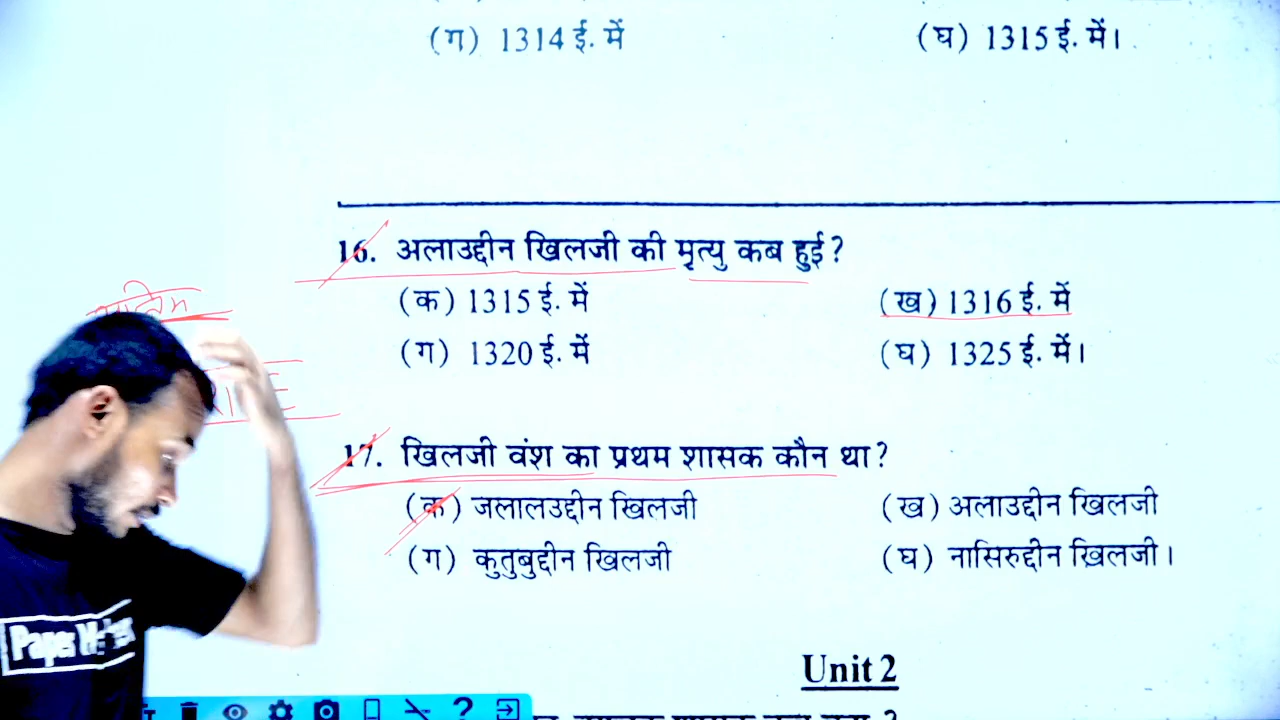 (ग) 1314 ई. में (घ) 1315 ई. में।
16. अलाउद्दीन खिलजी की मृत्यु कब हुई?
(क) 1315 ई. में (ख) 1316 ई. में
(ग) 1320 ई. में (घ) 1325 ई. में।
17. खिलजी वंश का प्रथम शासक कौन था?
(क) जलालउद्दीन खिलजी (ख) अलाउद्दीन खिलजी
(ग) कुतुबुद्दीन खिलजी (घ) नासिरुद्दीन ख़िलजी।
Unit 2